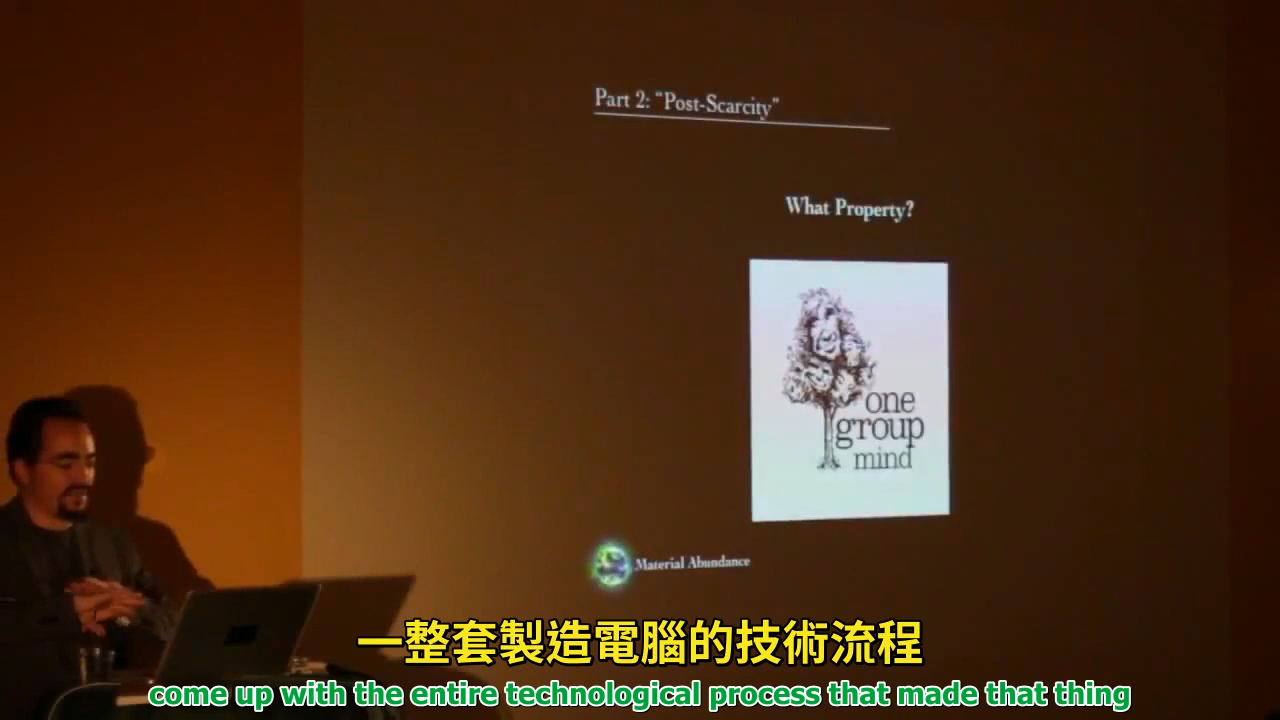 Part 2: "Post-Scarcity"
What Property?
one
group
mind
Material Abundance
一整套製造電腦的技術流程
come up with the entire technological process that made that thing